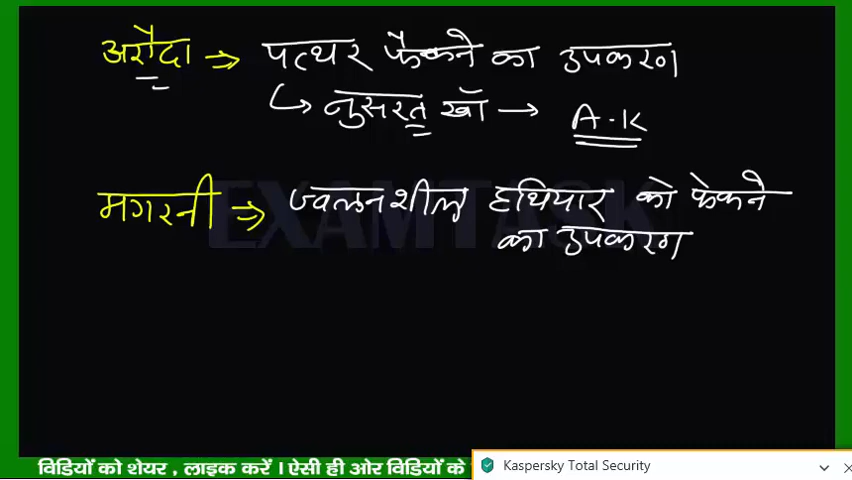 अरौदा ⇒ पत्थर फैकने का उपकरण
↳ नुसरत खाँ → A.K
मगरनी ⇒ ज्वलनशील हथियार को फेकने
का उपकरण
EXAMTASK
विडियों को शेयर , लाइक करें । ऐसी ही ओर विडियों के
Kaspersky Total Security